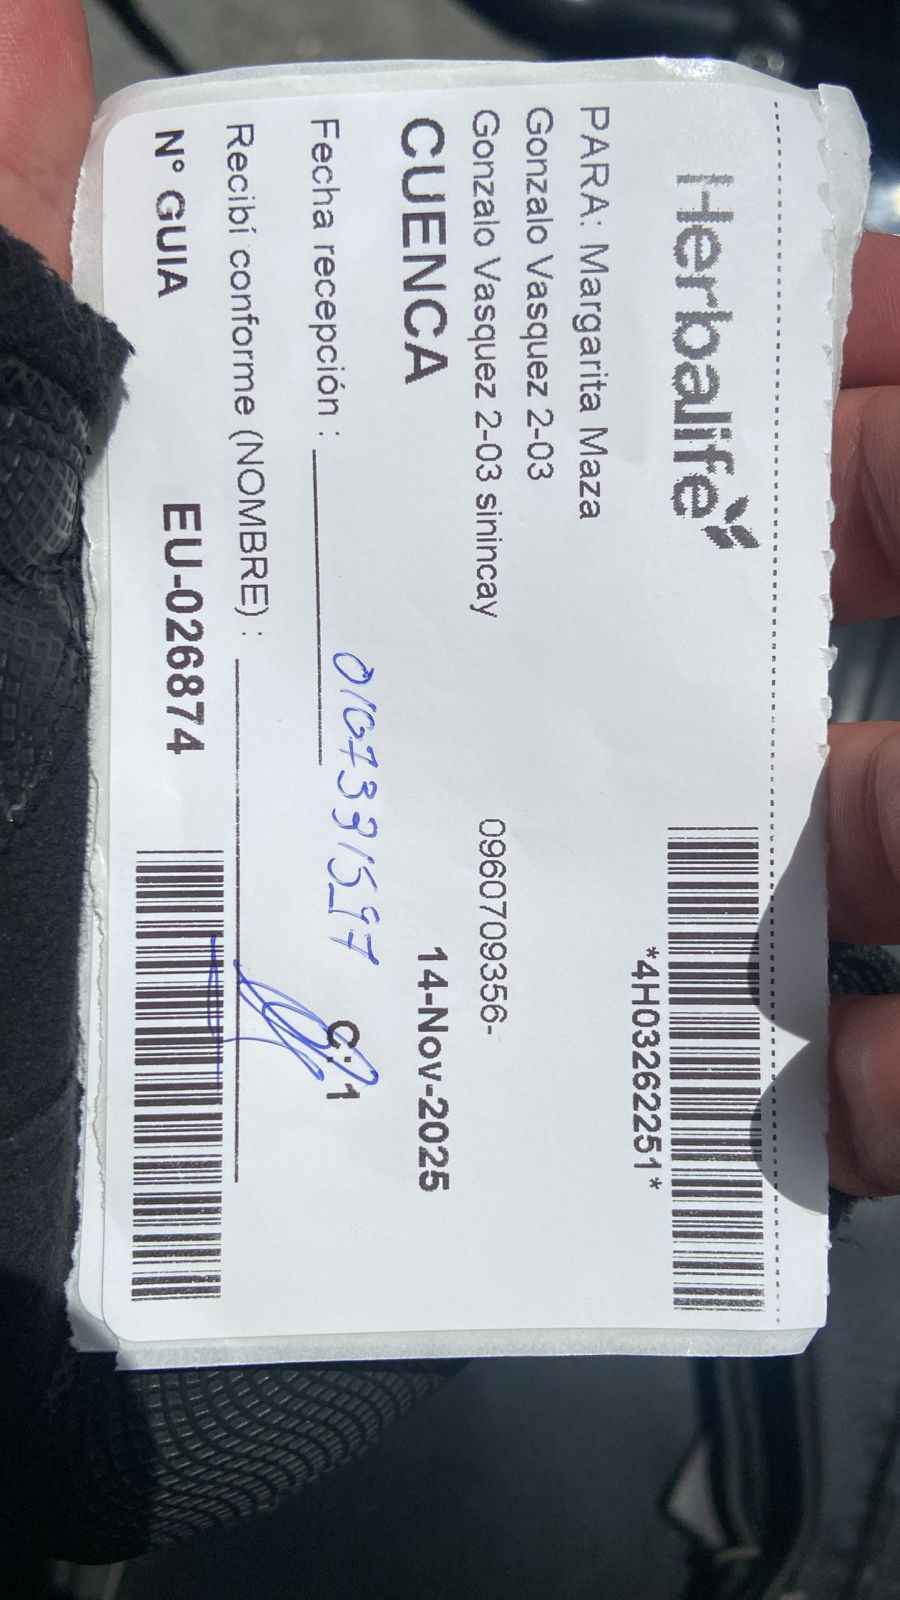 Herbalife
*4H03262251*
PARA: Margarita Maza
Gonzalo Vasquez 2-03
Gonzalo Vasquez 2-03 sinincay 0960709356-
CUENCA 14-Nov-2025
0107391597
Fecha recepción : C: 1
Recibí conforme (NOMBRE) :
N° GUIA EU-026874